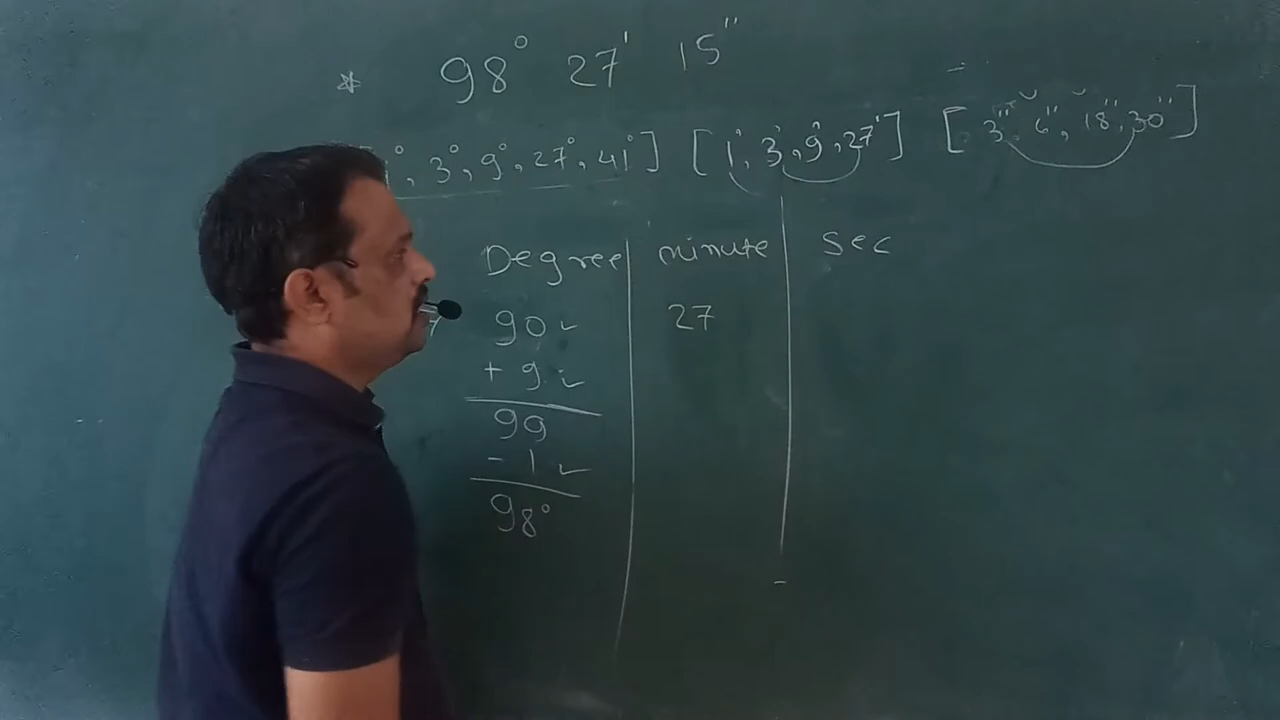 * 98° 27' 15"
1°, 3°, 9°, 27°, 41°] [1', 3', 9', 27'] [3", 6", 18", 30"]
Degree minute Sec
90 ✓ 27
+ 9 ✓
99
- 1 ✓
98°